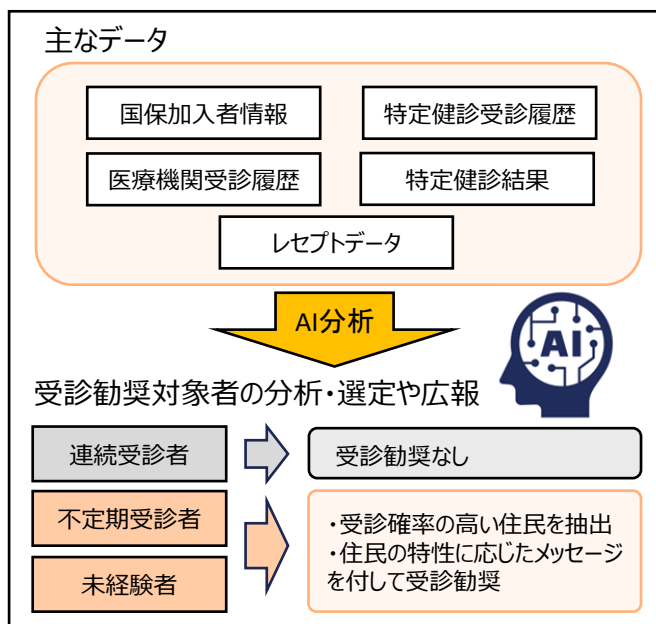 主なデータ
国保加入者情報
特定健診受診履歴
医療機関受診履歴
特定健診結果
レセプトデータ
AI分析
AI
受診勧奨対象者の分析・選定や広報
連続受診者
受診勧奨なし
不定期受診者
未経験者
・受診確率の高い住民を抽出
・住民の特性に応じたメッセージ
を付して受診勧奨